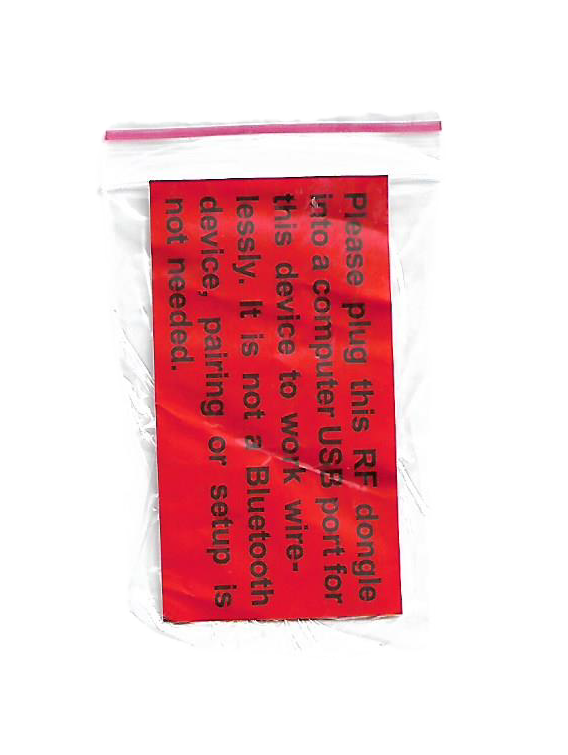 Please plug this RF dongle
into a computer USB port for
this device to work wire-
lessly. It is not a Bluetooth
device, pairing or setup is
not needed.